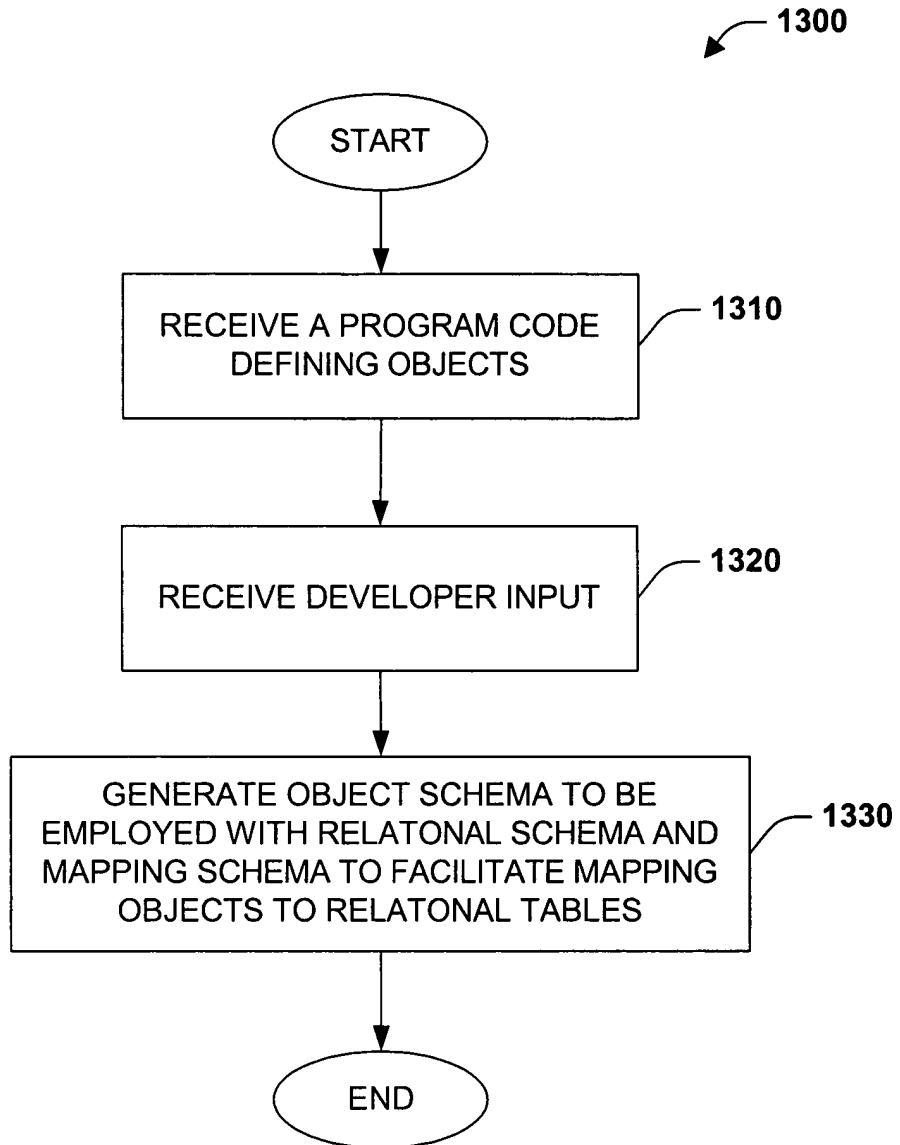 1300
START
RECEIVE A PROGRAM CODE
DEFINING OBJECTS
1310
RECEIVE DEVELOPER INPUT
1320
GENERATE OBJECT SCHEMA TO BE
EMPLOYED WITH RELATONAL SCHEMA AND
MAPPING SCHEMA TO FACILITATE MAPPING
OBJECTS TO RELATONAL TABLES
1330
END